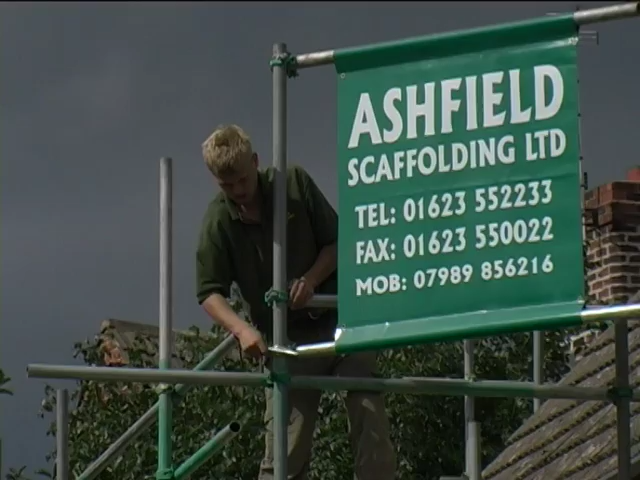 ASHFIELD
SCAFFOLDING LTD
TEL: 01623 552233
FAX: 01623 550022
MOB: 07989 856216